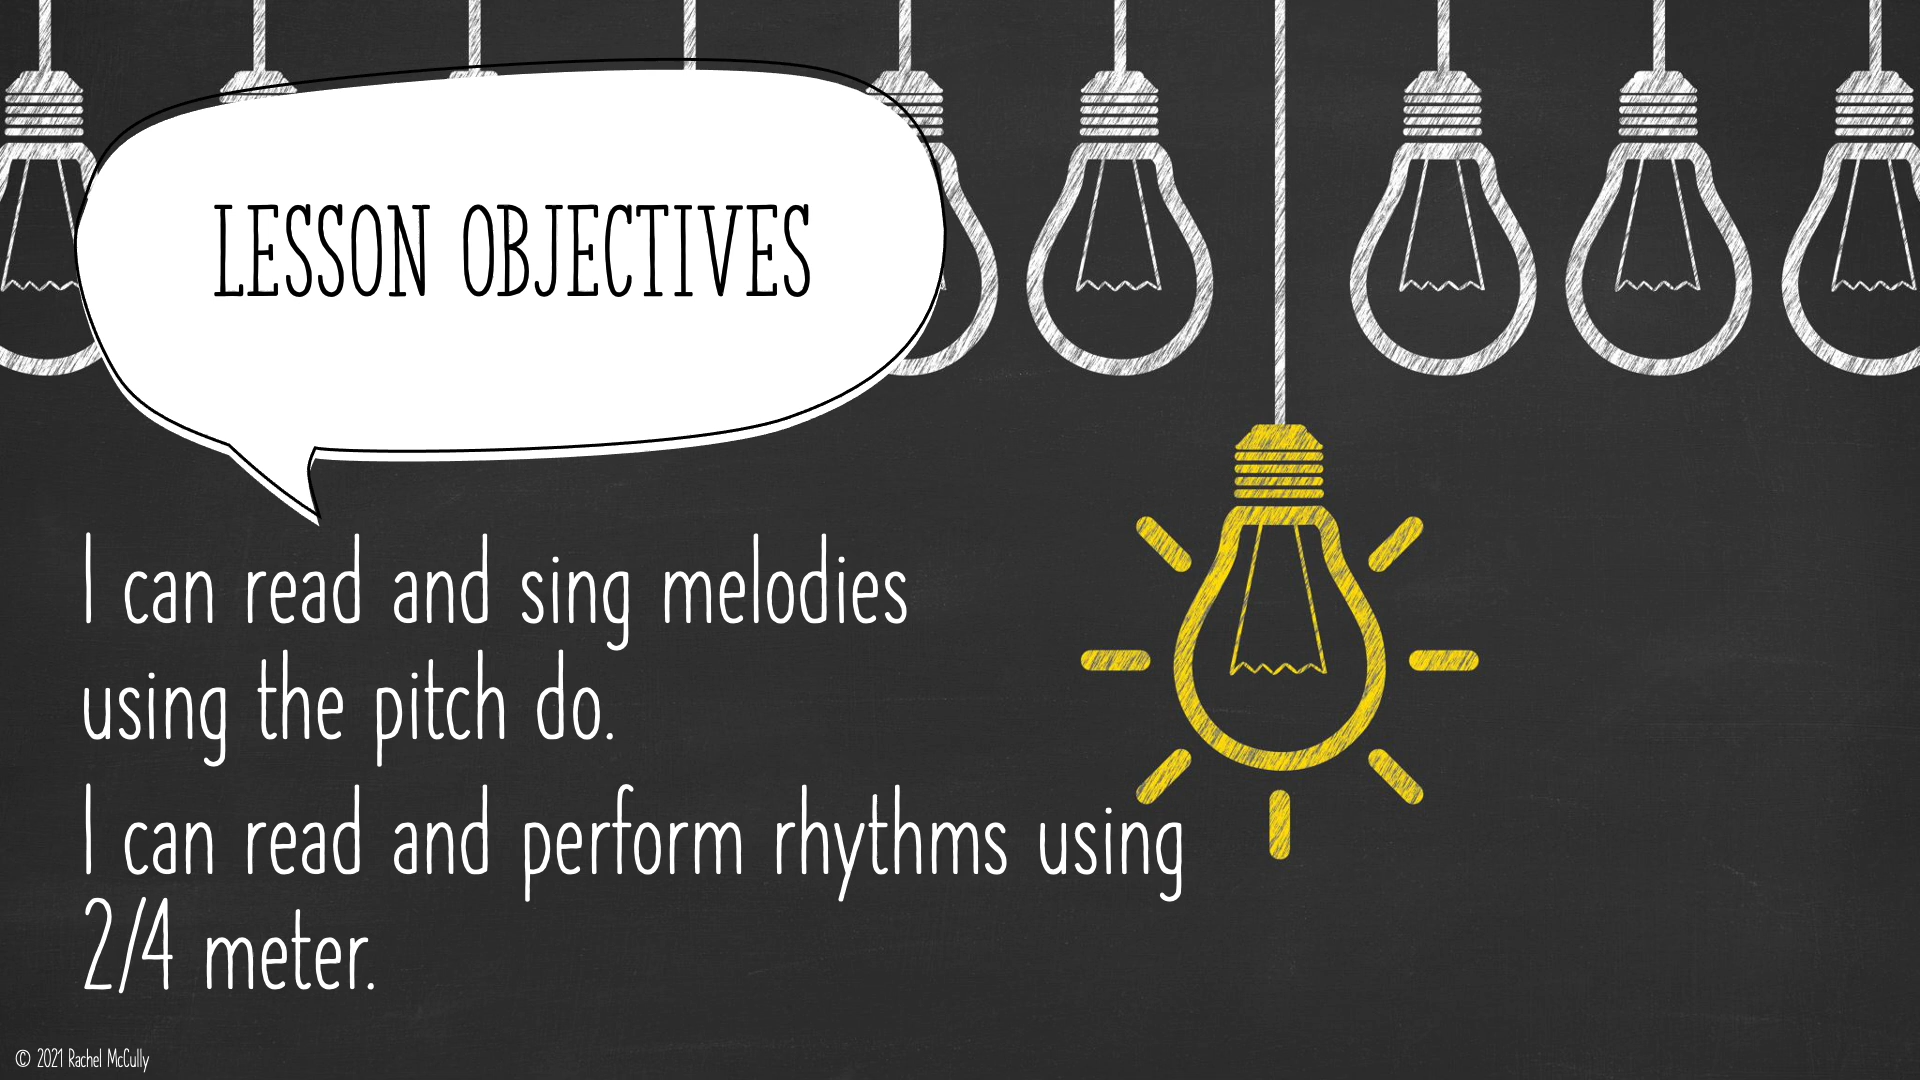 LESSON OBJECTIVES
I can read and sing melodies
using the pitch do.
I can read and perform rhythms using
2/4 meter.
© 2021 Rachel McCully